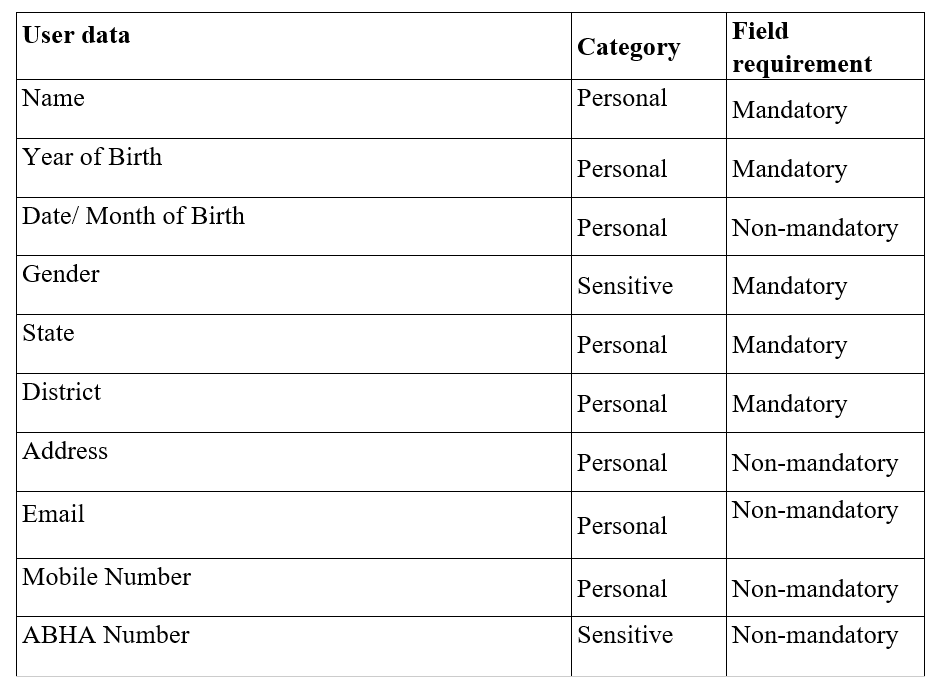 User data Category Field
requirement
Name Personal Mandatory
Year of Birth Personal Mandatory
Date/ Month of Birth Personal Non-mandatory
Gender Sensitive Mandatory
State Personal Mandatory
District Personal Mandatory
Address Personal Non-mandatory
Email Personal Non-mandatory
Mobile Number Personal Non-mandatory
ABHA Number Sensitive Non-mandatory